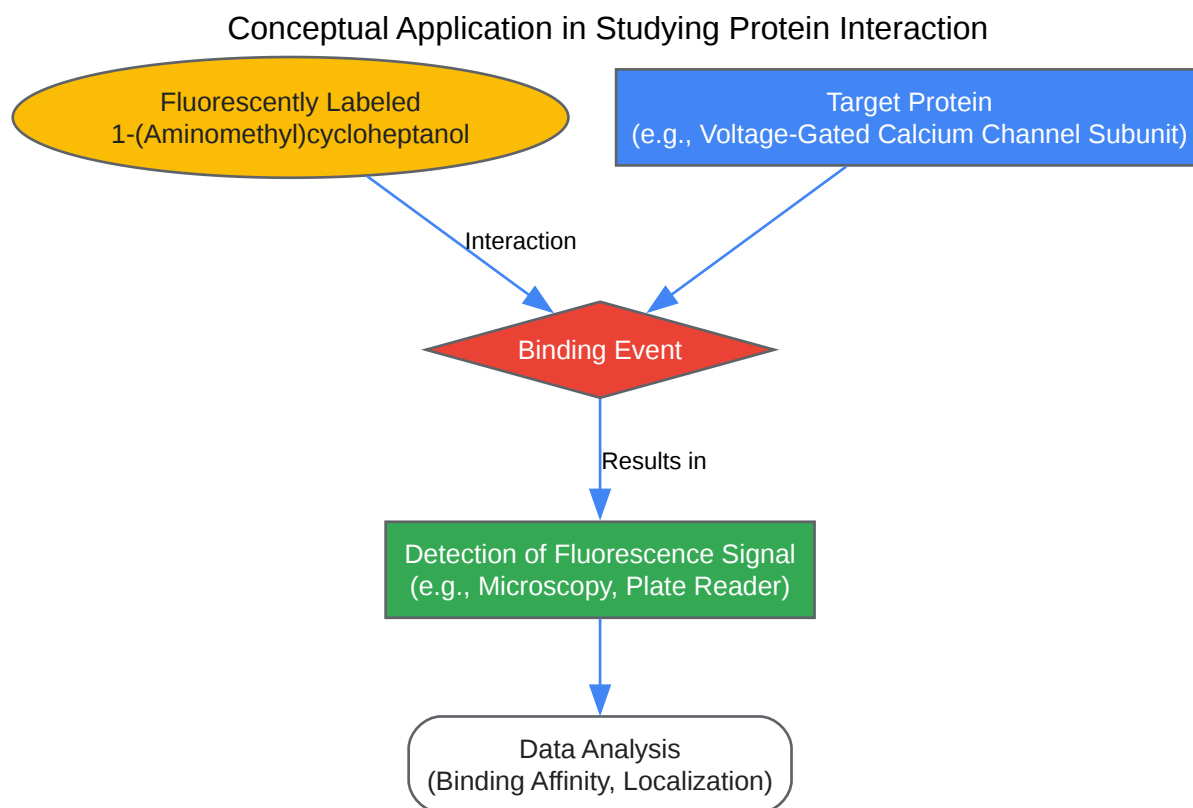 Conceptual Application in Studying Protein Interaction
Fluorescently Labeled
1-(Aminomethyl)cycloheptanol
Target Protein
(e.g., Voltage-Gated Calcium Channel Subunit)
Interaction
Binding Event
Results in
Detection of Fluorescence Signal
(e.g., Microscopy, Plate Reader)
Data Analysis
(Binding Affinity, Localization)